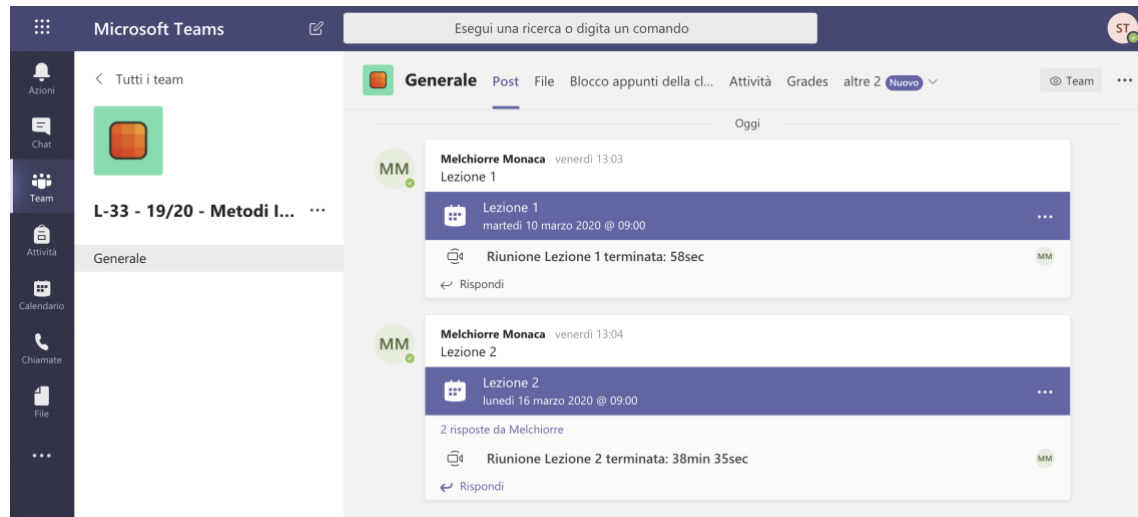 Microsoft Teams
Esegui una ricerca o digita un comando
ST
Azioni
Chat
Team
Attività
Calendario
Chiamate
File
Tutti i team
L-33 - 19/20 - Metodi I...
Generale
Generale Post File Blocco appunti della cl... Attività Grades altre 2 Nuovo
Team
Oggi
MM
Melchiorre Monaca venerdì 13:03
Lezione 1
Lezione 1
martedì 10 marzo 2020 @ 09:00
Riunione Lezione 1 terminata: 58sec
MM
Rispondi
MM
Melchiorre Monaca venerdì 13:04
Lezione 2
Lezione 2
lunedì 16 marzo 2020 @ 09:00
2 risposte da Melchiorre
Riunione Lezione 2 terminata: 38min 35sec
MM
Rispondi